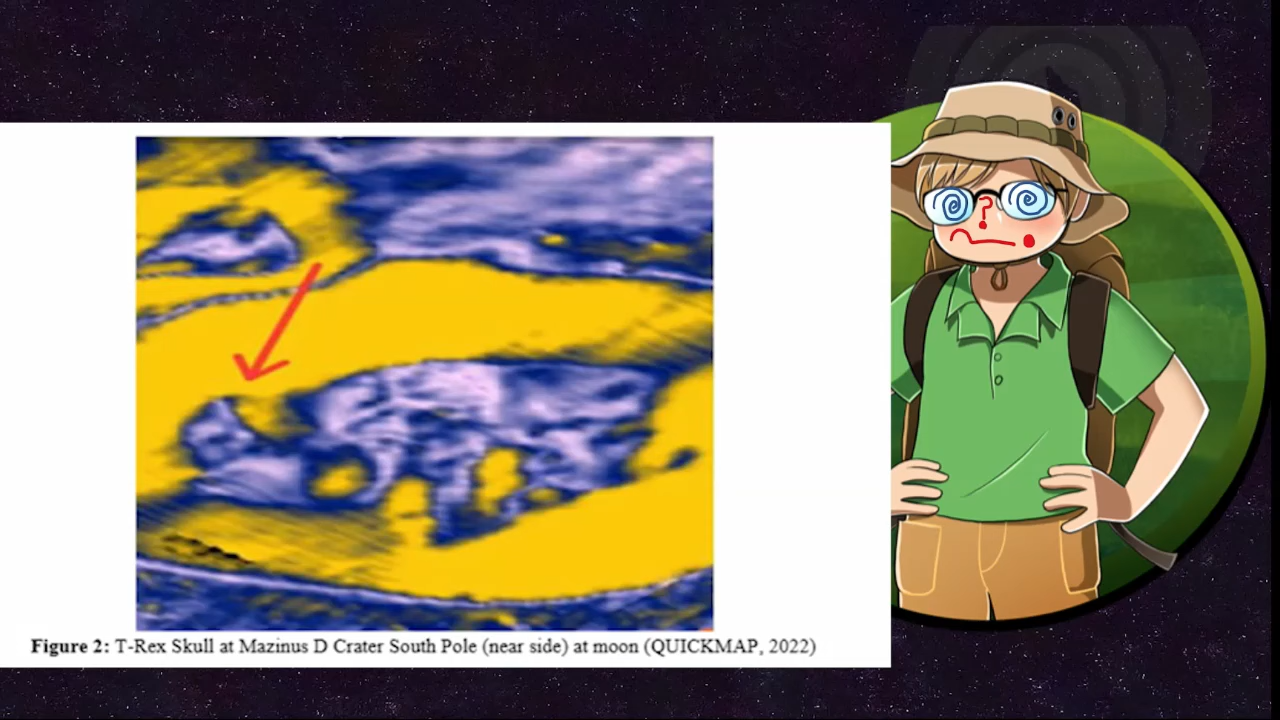 Figure 2: T-Rex Skull at Mazinus D Crater South Pole (near side) at moon (QUICKMAP, 2022)